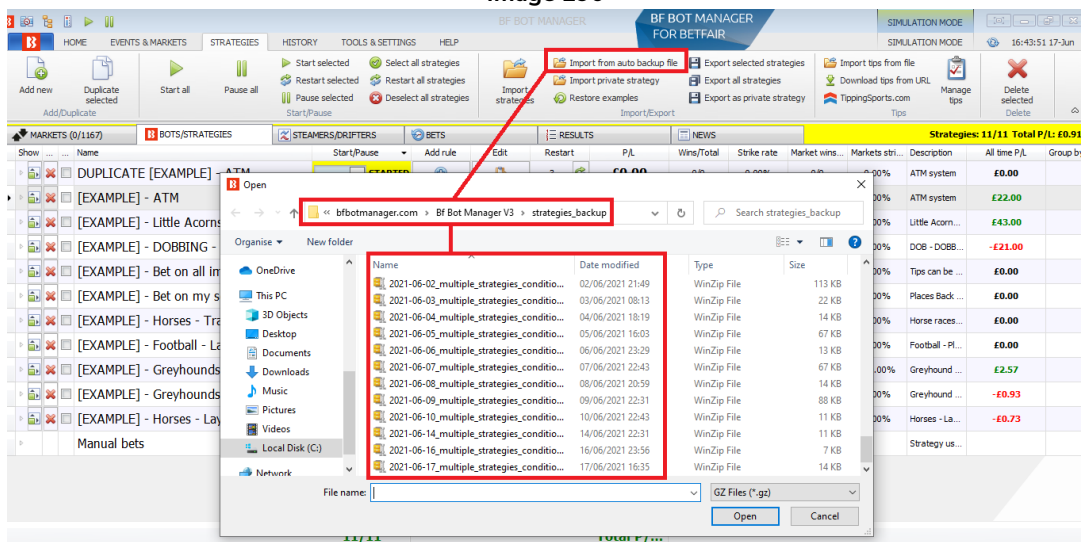 BF BOT MANAGER
BF BOT MANAGER
FOR BETFAIR
SIMULATION MODE
HOME EVENTS & MARKETS STRATEGIES HISTORY TOOLS & SETTINGS HELP
SIMULATION MODE 16:43:51 17-Jun
Start selected Select all strategies Import from auto backup file Export selected strategies Import tips from file
Restart selected Restart all strategies Import private strategy Export all strategies Download tips from URL
Pause selected Deselect all strategies Restore examples Export as private strategy TippingSports.com
Add new Duplicate selected Start all Pause all Import strategies Manage tips Delete selected
Add/Duplicate Start/Pause Import/Export Tips Delete
MARKETS (0/1167) BOTS/STRATEGIES STEAMERS/DRIFTERS BETS RESULTS NEWS Strategies: 11/11 Total P/L: £0.91
Show ... ... Name Start/Pause Add rule Edit Restart P/L Wins/Total Strike rate Market wins... Markets stri... Description All time P/L Group by
DUPLICATE [EXAMPLE] - ATM STARTED £0.00 ATM system £0.00
[EXAMPLE] - ATM ATM system £22.00
[EXAMPLE] - Little Acorns Little Acorn... £43.00
[EXAMPLE] - DOBBING - DOB - DOBB... -£21.00
[EXAMPLE] - Bet on all im Tips can be ... £0.00
[EXAMPLE] - Bet on my s Places Back ... £0.00
[EXAMPLE] - Horses - Tra Horse races... £0.00
[EXAMPLE] - Football - La Football - Pl... £0.00
[EXAMPLE] - Greyhounds Greyhound ... £2.57
[EXAMPLE] - Greyhounds Greyhound ... -£0.93
[EXAMPLE] - Horses - Lay Horses - La... -£0.73
Manual bets Strategy us...
Open
« bfbotmanager.com › Bf Bot Manager V3 › strategies_backup Search strategies_backup
Organise New folder
Name Date modified Type Size
OneDrive
This PC
3D Objects
Desktop
Documents
Downloads
Music
Pictures
Videos
Local Disk (C:)
Network
2021-06-02_multiple_strategies_conditio... 02/06/2021 21:49 WinZip File 113 KB
2021-06-03_multiple_strategies_conditio... 03/06/2021 08:13 WinZip File 22 KB
2021-06-04_multiple_strategies_conditio... 04/06/2021 18:19 WinZip File 14 KB
2021-06-05_multiple_strategies_conditio... 05/06/2021 16:03 WinZip File 67 KB
2021-06-06_multiple_strategies_conditio... 06/06/2021 23:29 WinZip File 13 KB
2021-06-07_multiple_strategies_conditio... 07/06/2021 22:43 WinZip File 67 KB
2021-06-08_multiple_strategies_conditio... 08/06/2021 20:59 WinZip File 14 KB
2021-06-09_multiple_strategies_conditio... 09/06/2021 22:31 WinZip File 88 KB
2021-06-10_multiple_strategies_conditio... 10/06/2021 22:43 WinZip File 11 KB
2021-06-14_multiple_strategies_conditio... 14/06/2021 22:31 WinZip File 11 KB
2021-06-16_multiple_strategies_conditio... 16/06/2021 23:56 WinZip File 7 KB
2021-06-17_multiple_strategies_conditio... 17/06/2021 16:35 WinZip File 14 KB
File name: GZ Files (*.gz)
Open Cancel
11/11